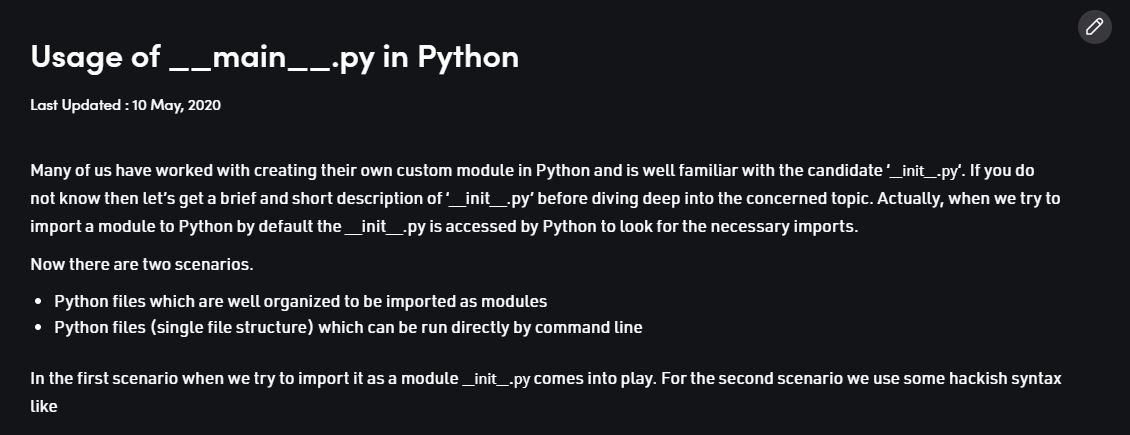 Usage of __main__.py in Python
Last Updated : 10 May, 2020
Many of us have worked with creating their own custom module in Python and is well familiar with the candidate ‘__init__.py‘. If you do
not know then let’s get a brief and short description of ‘__init__.py’ before diving deep into the concerned topic. Actually, when we try to
import a module to Python by default the __init__.py is accessed by Python to look for the necessary imports.
Now there are two scenarios.
• Python files which are well organized to be imported as modules
• Python files (single file structure) which can be run directly by command line
In the first scenario when we try to import it as a module __init__.py comes into play. For the second scenario we use some hackish syntax
like